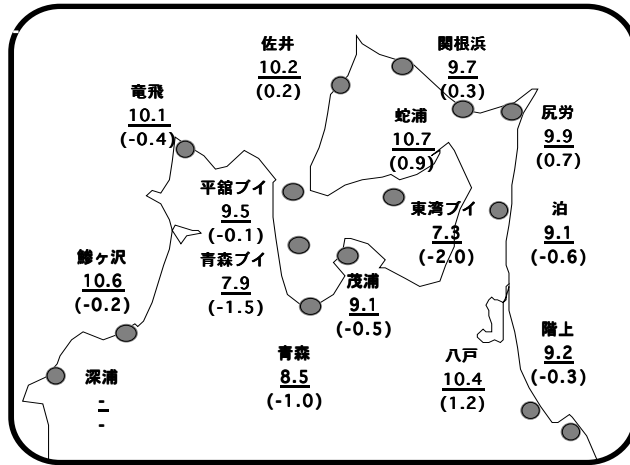 佐井
10.2
(0.2)
関根浜
9.7
(0.3)
竜飛
10.1
(-0.4)
蛇浦
10.7
(0.9)
尻労
9.9
(0.7)
平舘ブイ
9.5
(-0.1)
東湾ブイ
7.3
(-2.0)
泊
9.1
(-0.6)
鰺ヶ沢
10.6
(-0.2)
青森ブイ
7.9
(-1.5)
茂浦
9.1
(-0.5)
階上
9.2
(-0.3)
青森
8.5
(-1.0)
八戸
10.4
(1.2)
深浦
-
-